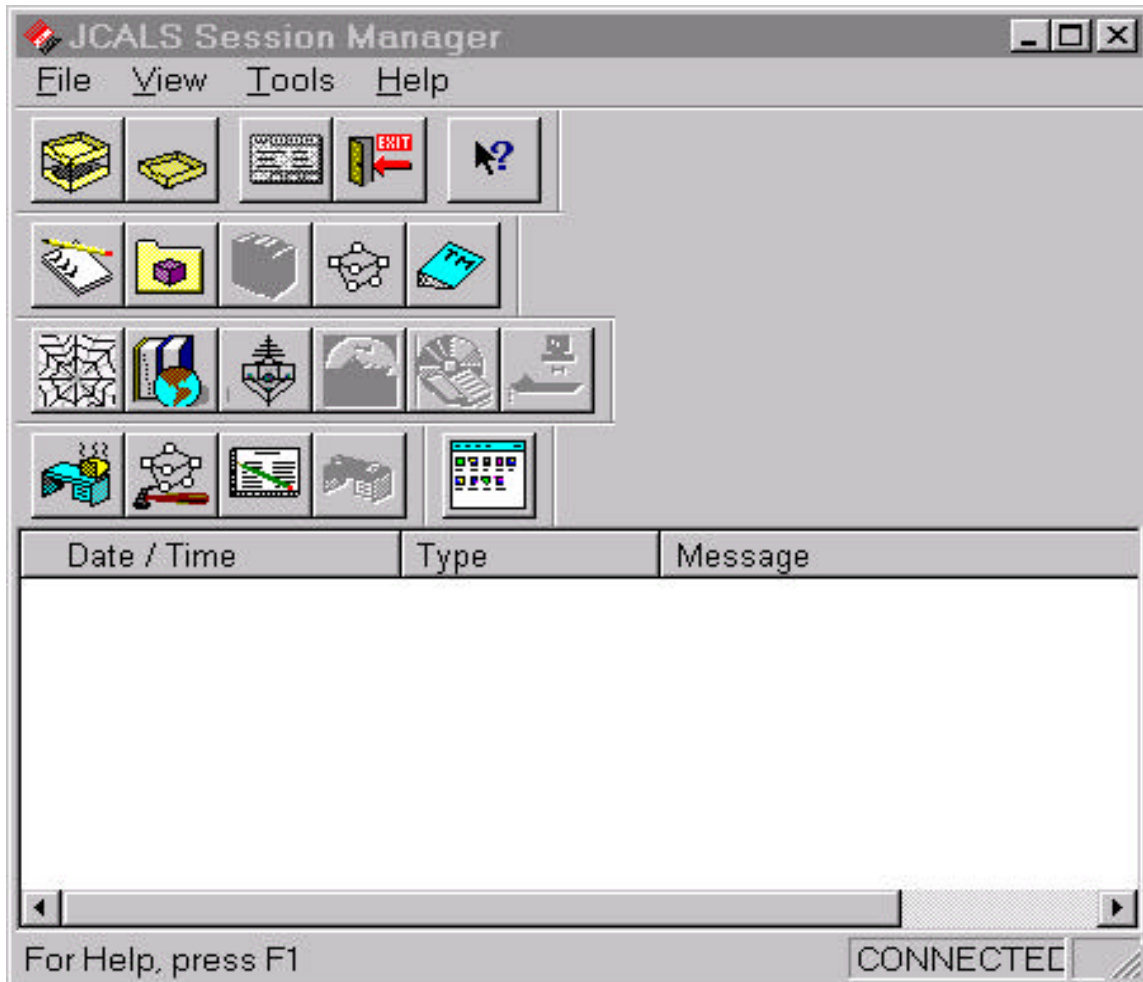 JCALS Session Manager
File View Tools Help
EXIT
TM
Date / Time Type Message
For Help, press F1 CONNECTED